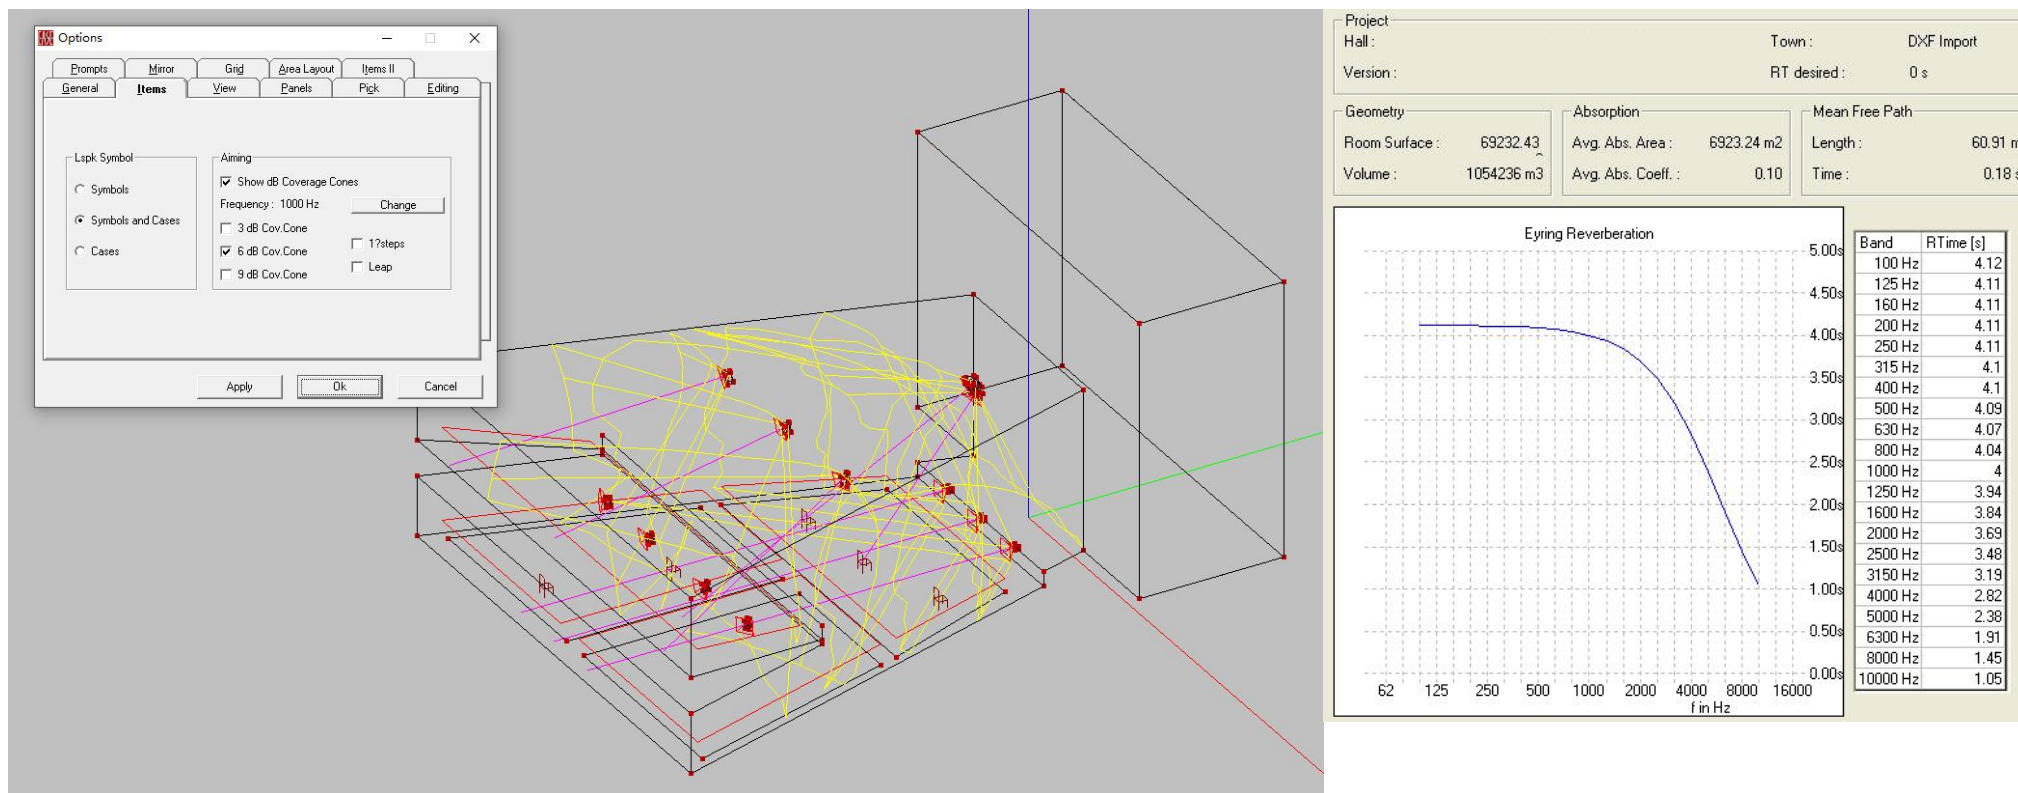 EASE Options
Prompts Mirror Grid Area Layout Items II
General Items View Panels Pick Editing
Lspk Symbol
Symbols
Symbols and Cases
Cases
Aiming
Show dB Coverage Cones
Frequency : 1000 Hz Change
3 dB Cov.Cone
1?steps
6 dB Cov.Cone
Leap
9 dB Cov.Cone
Apply Ok Cancel
Project
Hall : Town : DXF Import
Version : RT desired : 0 s
Geometry
Room Surface : 69232.43
Volume : 1054236 m3
Absorption
Avg. Abs. Area : 6923.24 m2
Avg. Abs. Coeff. : 0.10
Mean Free Path
Length : 60.91 m
Time : 0.18 s
Eyring Reverberation
5.00s
4.50s
4.00s
3.50s
3.00s
2.50s
2.00s
1.50s
1.00s
0.50s
0.00s
62 125 250 500 1000 2000 4000 8000 16000
f in Hz
Band RTime [s]
100 Hz 4.12
125 Hz 4.11
160 Hz 4.11
200 Hz 4.11
250 Hz 4.11
315 Hz 4.1
400 Hz 4.1
500 Hz 4.09
630 Hz 4.07
800 Hz 4.04
1000 Hz 4
1250 Hz 3.94
1600 Hz 3.84
2000 Hz 3.69
2500 Hz 3.48
3150 Hz 3.19
4000 Hz 2.82
5000 Hz 2.38
6300 Hz 1.91
8000 Hz 1.45
10000 Hz 1.05